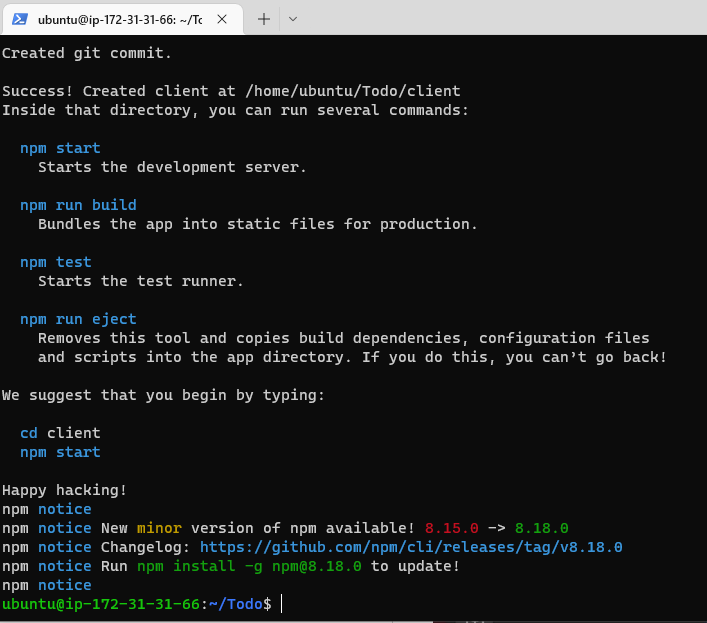 ubuntu@ip-172-31-31-66: ~/Tc
Created git commit.
Success! Created client at /home/ubuntu/Todo/client
Inside that directory, you can run several commands:
npm start
Starts the development server.
npm run build
Bundles the app into static files for production.
npm test
Starts the test runner.
npm run eject
Removes this tool and copies build dependencies, configuration files
and scripts into the app directory. If you do this, you can’t go back!
We suggest that you begin by typing:
cd client
npm start
Happy hacking!
npm notice
npm notice New minor version of npm available! 8.15.0 -> 8.18.0
npm notice Changelog: https://github.com/npm/cli/releases/tag/v8.18.0
npm notice Run npm install -g npm@8.18.0 to update!
npm notice
ubuntu@ip-172-31-31-66:~/Todo$